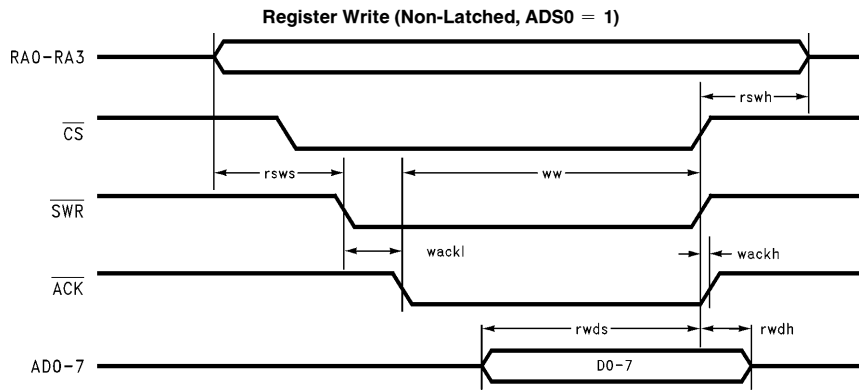 Register Write (Non-Latched, ADS0 = 1)
RA0-RA3
rswh
CS
rsws
ww
SWR
wackl
wackh
ACK
rwds
rwdh
AD0-7
D0-7